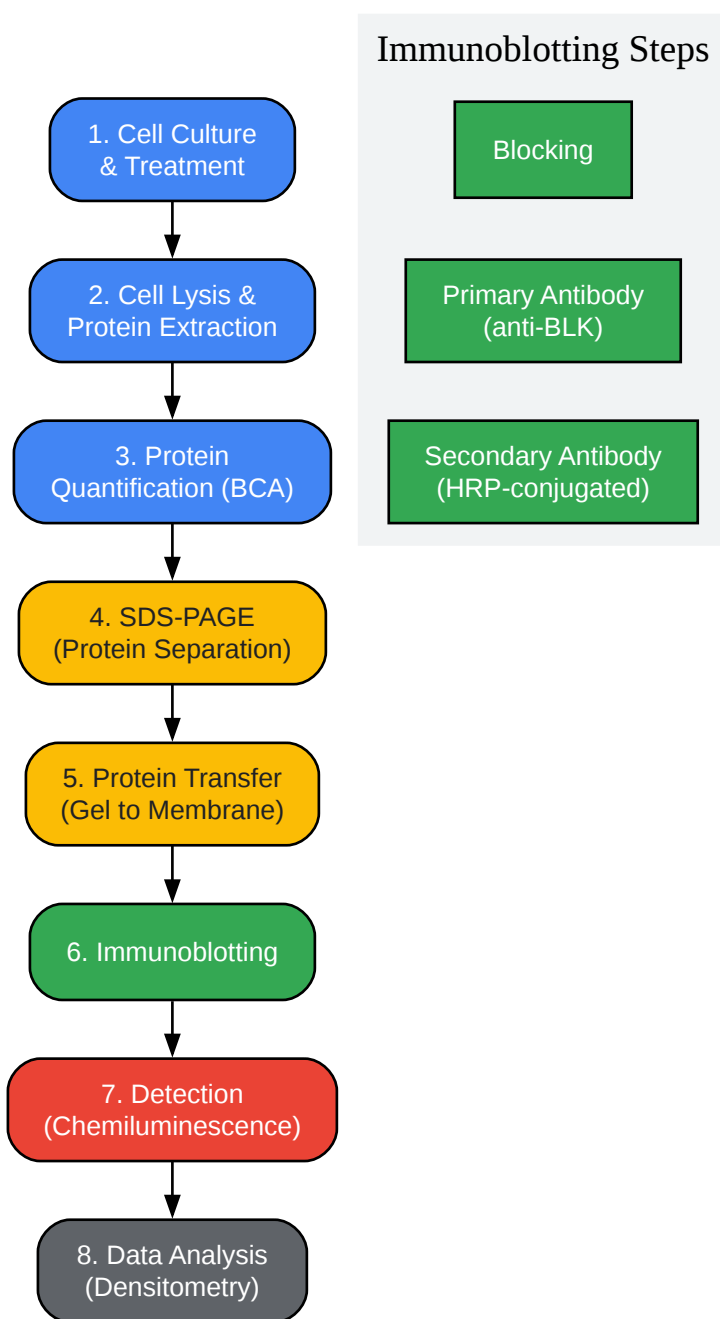 Immunoblotting Steps
1. Cell Culture
& Treatment
Blocking
2. Cell Lysis &
Protein Extraction
Primary Antibody
(anti-BLK)
3. Protein
Quantification (BCA)
Secondary Antibody
(HRP-conjugated)
4. SDS-PAGE
(Protein Separation)
5. Protein Transfer
(Gel to Membrane)
6. Immunoblotting
7. Detection
(Chemiluminescence)
8. Data Analysis
(Densitometry)